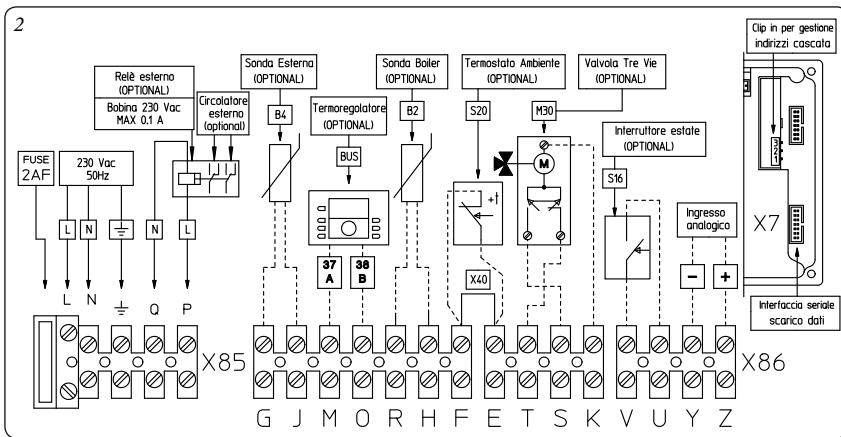 2
Clip in per gestione
indirizzi cascata
Relè esterno
(OPTIONAL)
Bobina 230 Vac
MAX 0,1 A
Circolatore
esterno
(optional)
Sonda Esterna
(OPTIONAL)
Termoregolatore
(OPTIONAL)
Sonda Boiler
(OPTIONAL)
Termostato Ambiente
(OPTIONAL)
Valvola Tre Vie
(OPTIONAL)
Interruttore estate
(OPTIONAL)
FUSE
2AF
230 Vac
50Hz
B4
BUS
B2
S20
M30
S16
M
+t
3
2
1
X7
Ingresso
analogico
L N N L
37
A
38
B
X40
- +
Interfaccia seriale
scarico dati
L N Q P
X85
X86
G J M O R H F E T S K V U Y Z